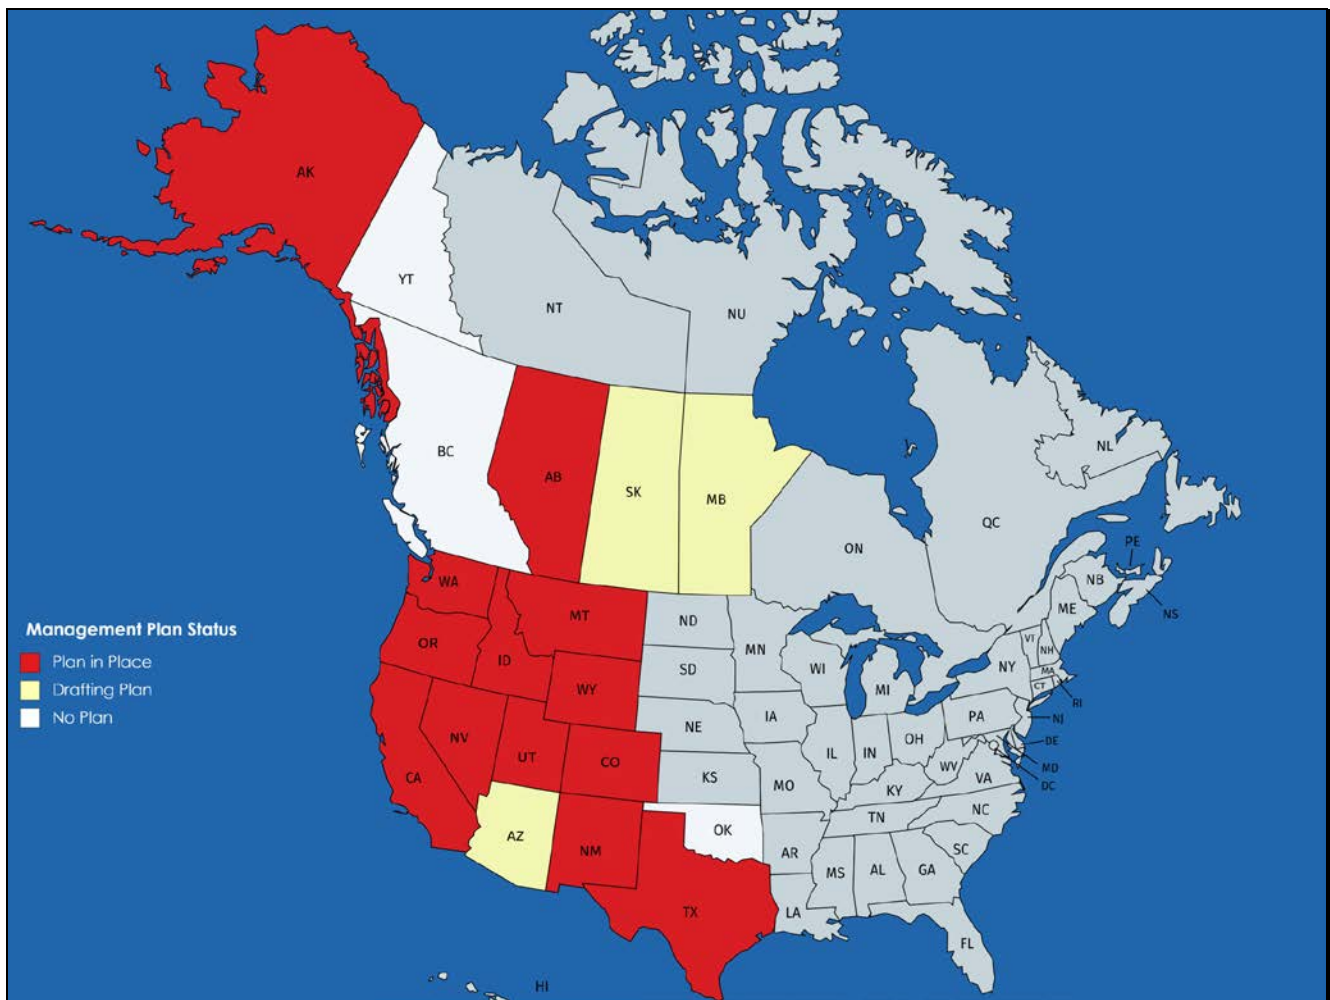 AK
YT
NT
NU
BC
AB
SK
MB
ON
QC
NL
PE
NB
NS
ME
WA
MT
ND
MN
OR
ID
WY
SD
WI
MI
NY
VT
NH
MA
CT
RI
Management Plan Status
Plan in Place
Drafting Plan
No Plan
NV
UT
CO
NE
IA
IL
IN
OH
PA
NJ
DE
MD
DC
CA
KS
MO
KY
WV
VA
AZ
NM
OK
AR
TN
NC
SC
MS
AL
GA
TX
LA
FL
HI